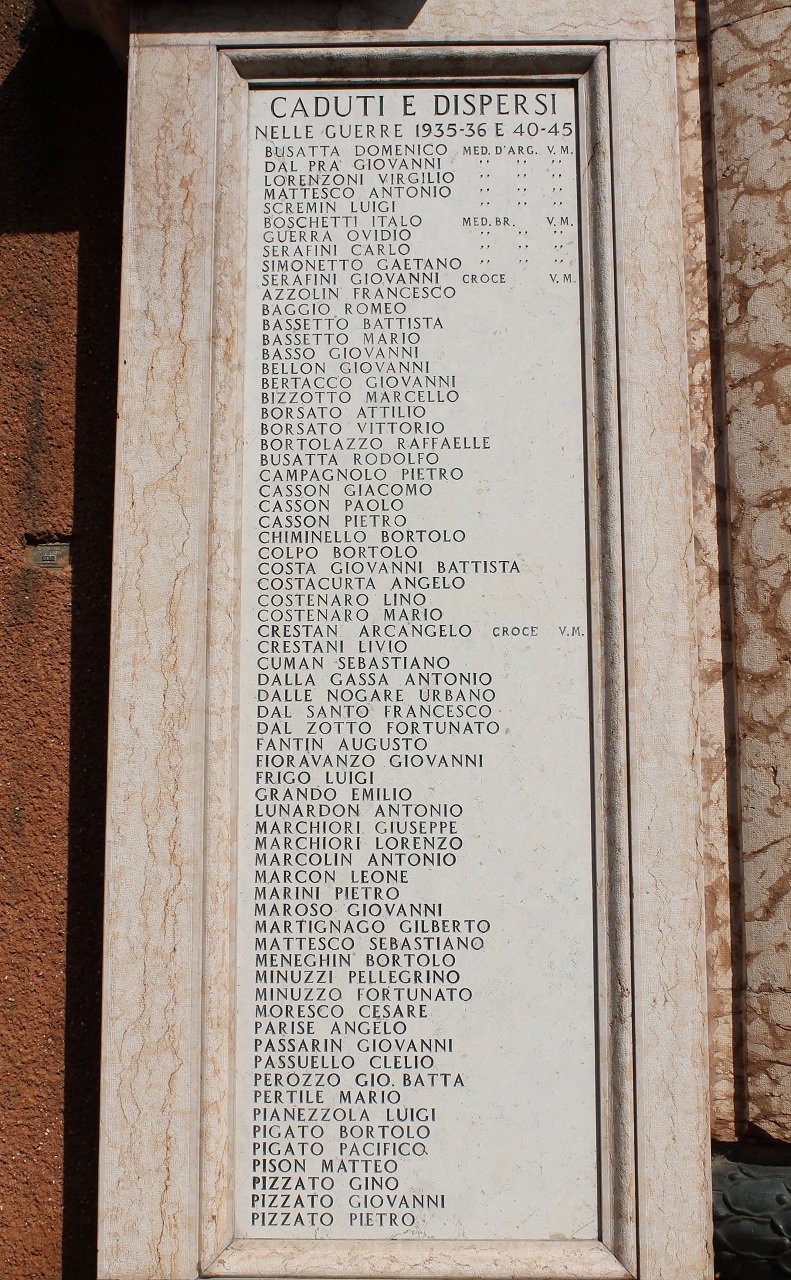 CADUTI E DISPERSI
NELLE GUERRE 1935-36 E 40-45
BUSATTA DOMENICO MED. D'ARG. V. M.
DAL PRA' GIOVANNI ,, ,, ,,
LORENZONI VIRGILIO ,, ,, ,,
MATTESCO ANTONIO ,, ,, ,,
SCREMIN LUIGI ,, ,, ,,
BOSCHETTI ITALO MED. BR. V. M.
GUERRA OVIDIO ,, ,, ,,
SERAFINI CARLO ,, ,, ,,
SIMONETTO GAETANO ,, ,, ,,
SERAFINI GIOVANNI CROCE V. M.
AZZOLIN FRANCESCO
BAGGIO ROMEO
BASSETTO BATTISTA
BASSETTO MARIO
BASSO GIOVANNI
BELLON GIOVANNI
BERTACCO GIOVANNI
BIZZOTTO MARCELLO
BORSATO ATTILIO
BORSATO VITTORIO
BORTOLAZZO RAFFAELLE
BUSATTA RODOLFO
CAMPAGNOLO PIETRO
CASSON GIACOMO
CASSON PAOLO
CASSON PIETRO
CHIMINELLO BORTOLO
COLPO BORTOLO
COSTA GIOVANNI BATTISTA
COSTACURTA ANGELO
COSTENARO LINO
COSTENARO MARIO
CRESTAN ARCANGELO CROCE V. M.
CRESTANI LIVIO
CUMAN SEBASTIANO
DALLA GASSA ANTONIO
DALLE NOGARE URBANO
DAL SANTO FRANCESCO
DAL ZOTTO FORTUNATO
FANTIN AUGUSTO
FIORAVANZO GIOVANNI
FRIGO LUIGI
GRANDO EMILIO
LUNARDON ANTONIO
MARCHIORI GIUSEPPE
MARCHIORI LORENZO
MARCOLIN ANTONIO
MARCON LEONE
MARINI PIETRO
MAROSO GIOVANNI
MARTIGNAGO GILBERTO
MATTESCO SEBASTIANO
MENEGHIN BORTOLO
MINUZZI PELLEGRINO
MINUZZO FORTUNATO
MORESCO CESARE
PARISE ANGELO
PASSARIN GIOVANNI
PASSUELLO CLELIO
PEROZZO GIO. BATTA
PERTILE MARIO
PIANEZZOLA LUIGI
PIGATO BORTOLO
PIGATO PACIFICO
PISON MATTEO
PIZZATO GINO
PIZZATO GIOVANNI
PIZZATO PIETRO